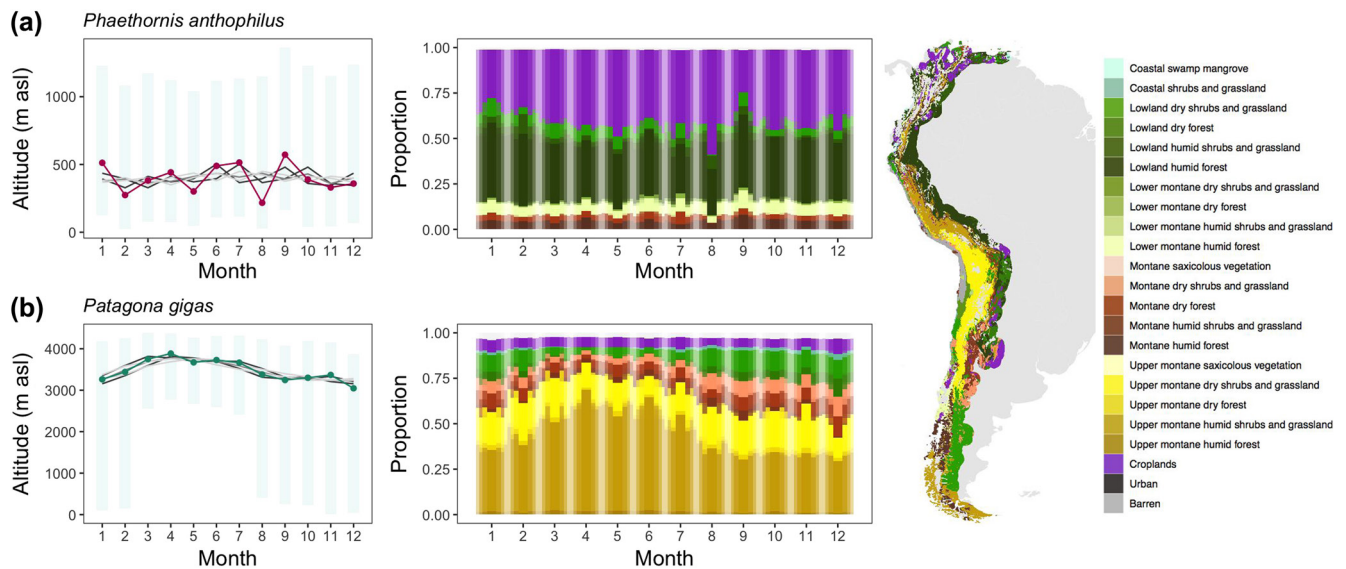 (a)
Phaethornis anthophilus
Altitude (m asl)
1000
500
0
1 2 3 4 5 6 7 8 9 10 11 12
Month
Proportion
1.00
0.75
0.50
0.25
0.00
1 2 3 4 5 6 7 8 9 10 11 12
Month
(b)
Patagona gigas
Altitude (m asl)
4000
3000
2000
1000
0
1 2 3 4 5 6 7 8 9 10 11 12
Month
Proportion
1.00
0.75
0.50
0.25
0.00
1 2 3 4 5 6 7 8 9 10 11 12
Month
Coastal swamp mangrove
Coastal shrubs and grassland
Lowland dry shrubs and grassland
Lowland dry forest
Lowland humid shrubs and grassland
Lowland humid forest
Lower montane dry shrubs and grassland
Lower montane dry forest
Lower montane humid shrubs and grassland
Lower montane humid forest
Montane saxicolous vegetation
Montane dry shrubs and grassland
Montane dry forest
Montane humid shrubs and grassland
Montane humid forest
Upper montane saxicolous vegetation
Upper montane dry shrubs and grassland
Upper montane dry forest
Upper montane humid shrubs and grassland
Upper montane humid forest
Croplands
Urban
Barren